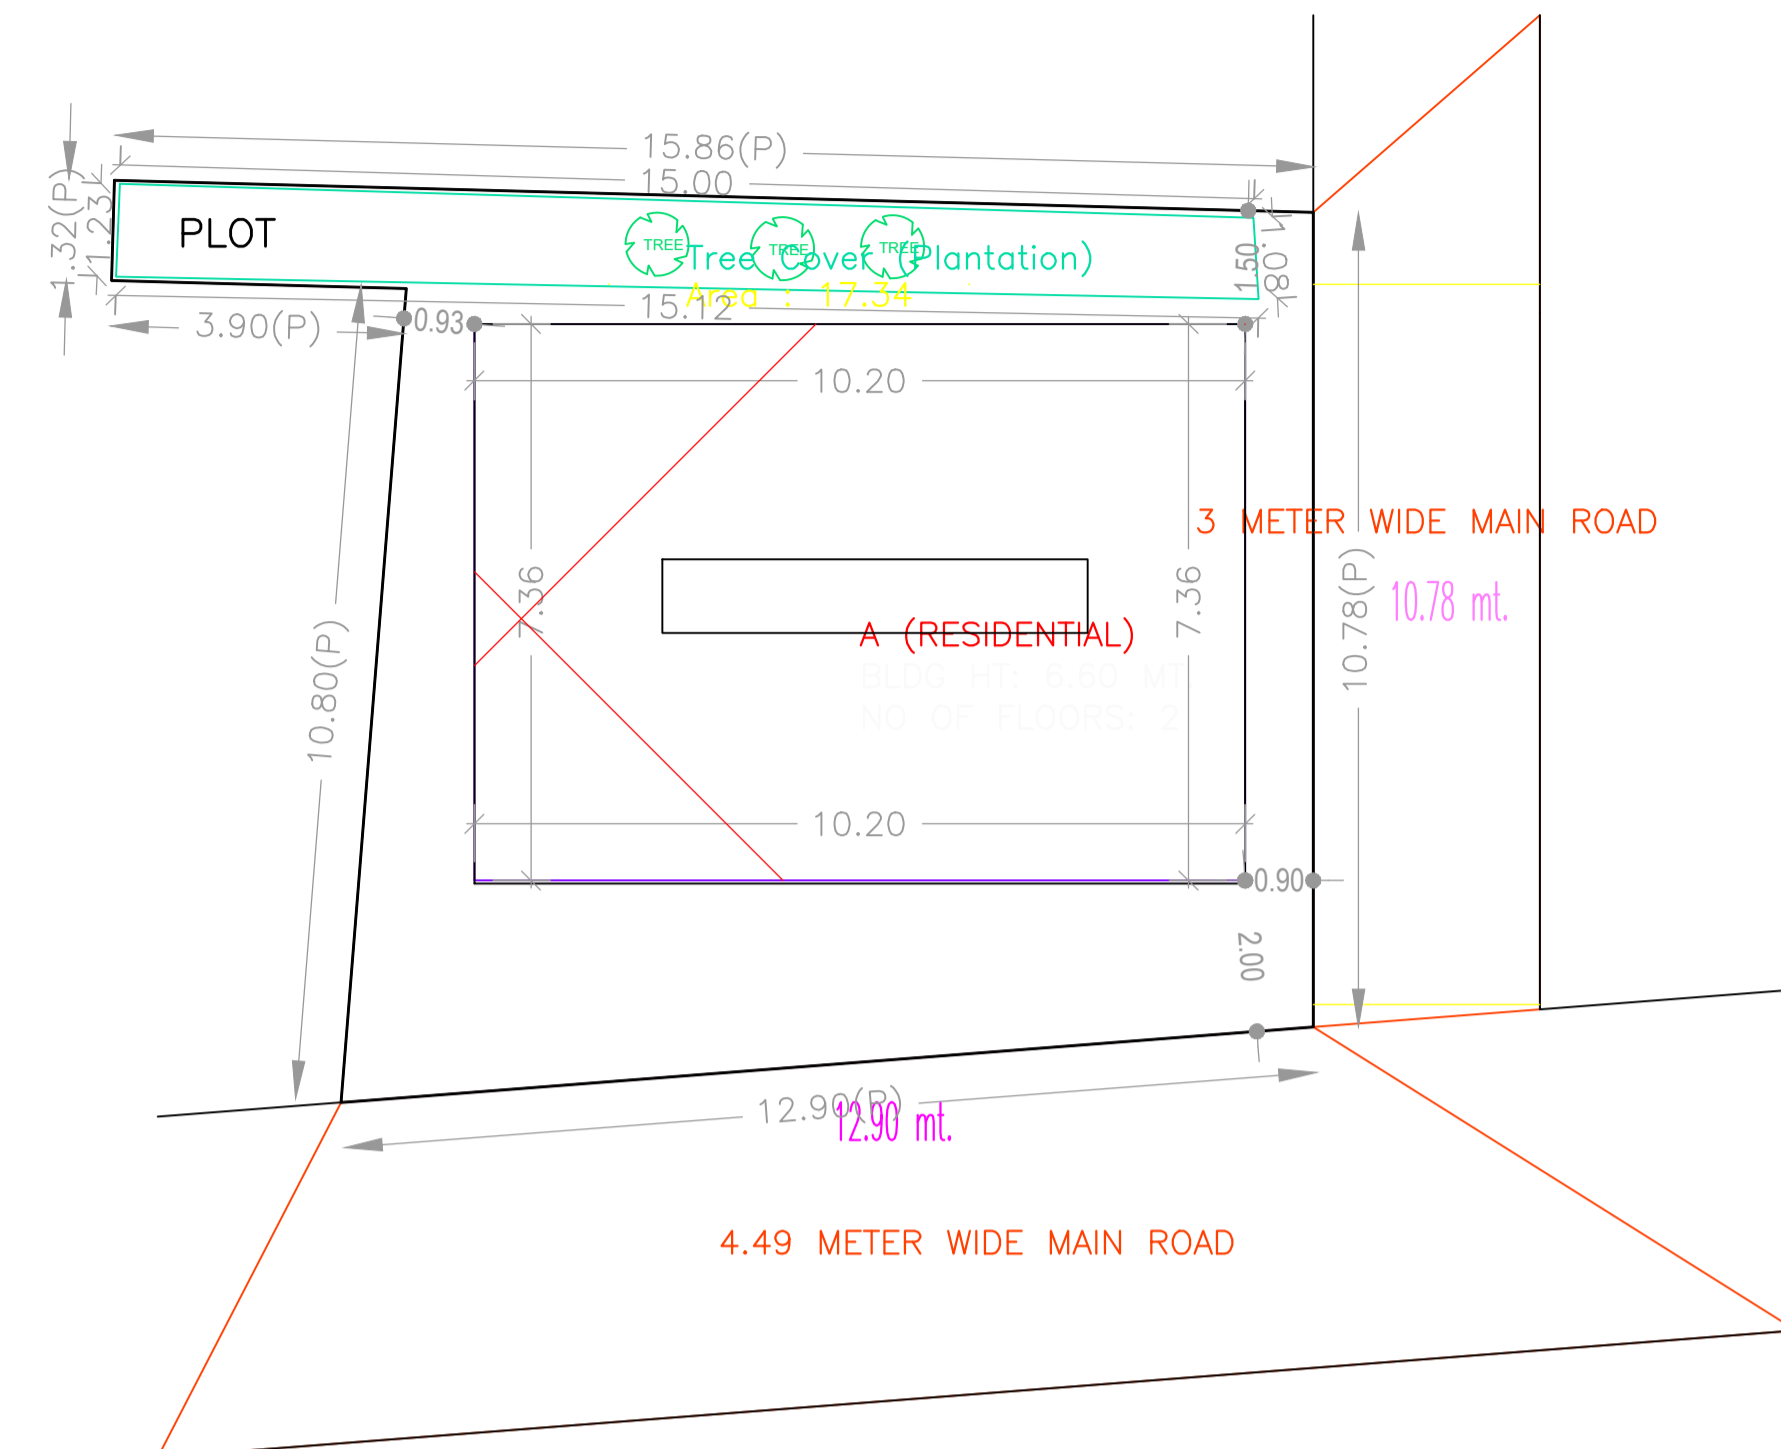 15.86(P)
15.00
1.32(P)
1.23
PLOT
TREE
TREE
TREE
Tree Cover (Plantation)
Area : 17.34
1.50
1.08
15.12
3.90(P)
0.93
10.20
3 METER WIDE MAIN ROAD
7.36
7.36
10.78(P)
10.78 mt.
A (RESIDENTIAL)
BLDG HT: 6.60 MT
NO OF FLOORS: 2
10.80(P)
10.20
0.90
2.00
12.90(P)
12.90 mt.
4.49 METER WIDE MAIN ROAD